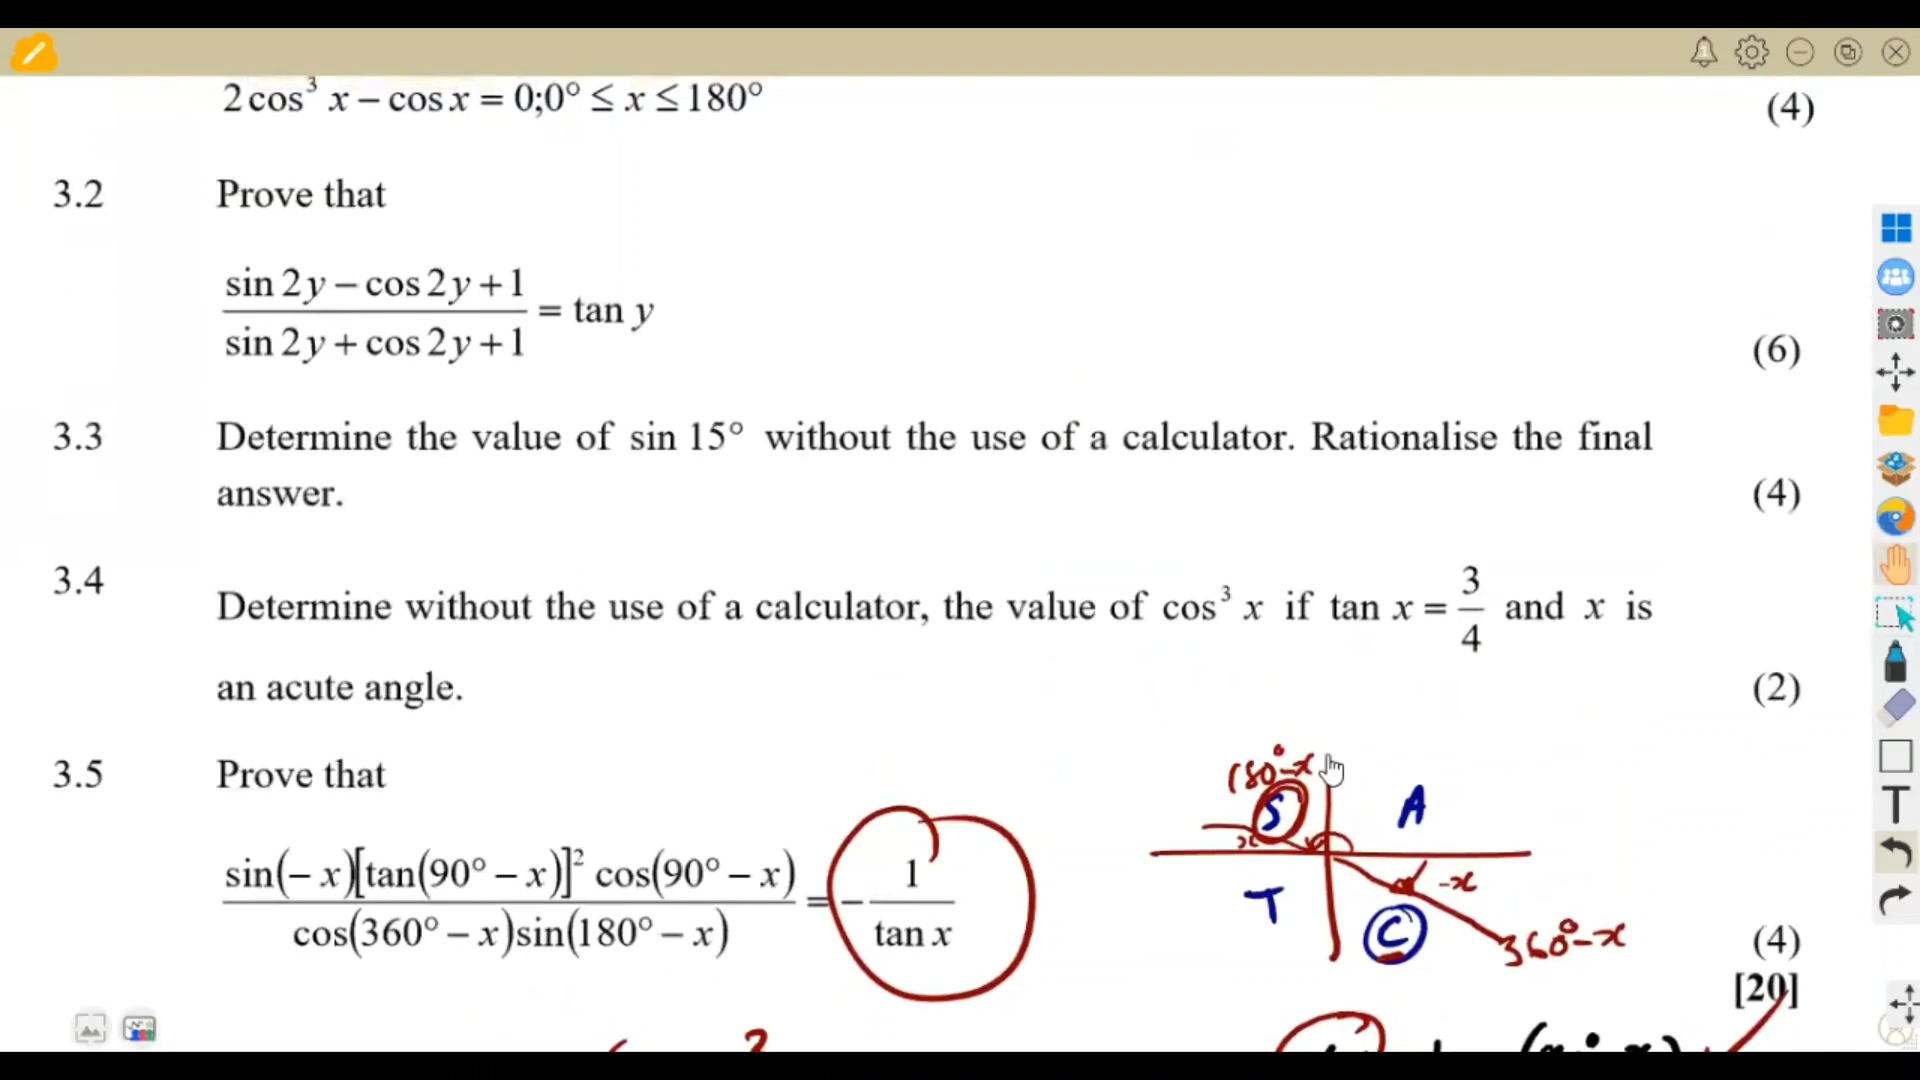 2cos³ x − cos x = 0;0° ≤ x ≤ 180°
(4)
3.2 Prove that
sin 2y − cos 2y + 1
sin 2y + cos 2y + 1
= tan y
(6)
3.3 Determine the value of sin 15° without the use of a calculator. Rationalise the final
answer. (4)
3.4 Determine without the use of a calculator, the value of cos³ x if tan x = 3/4 and x is
an acute angle. (2)
3.5 Prove that
sin(− x)[tan(90° − x)]² cos(90° − x)
cos(360° − x)sin(180° − x)
= − 1
tan x
180°-x
S A
x
-x
T C
360°-x
(4)
[20]
T